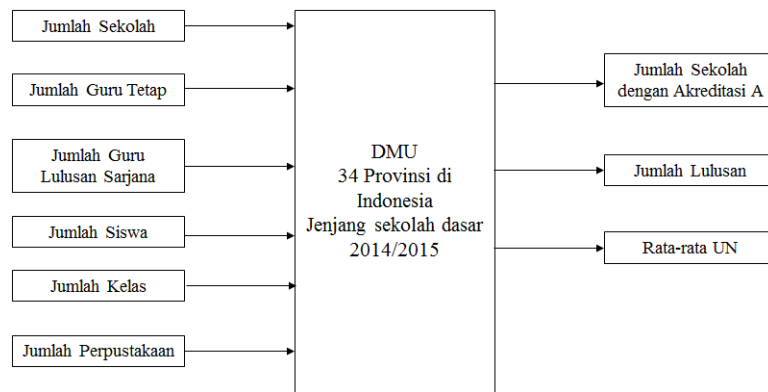 Jumlah Sekolah
Jumlah Guru Tetap
Jumlah Guru
Lulusan Sarjana
Jumlah Siswa
Jumlah Kelas
Jumlah Perpustakaan
DMU
34 Provinsi di
Indonesia
Jenjang sekolah dasar
2014/2015
Jumlah Sekolah
dengan Akreditasi A
Jumlah Lulusan
Rata-rata UN